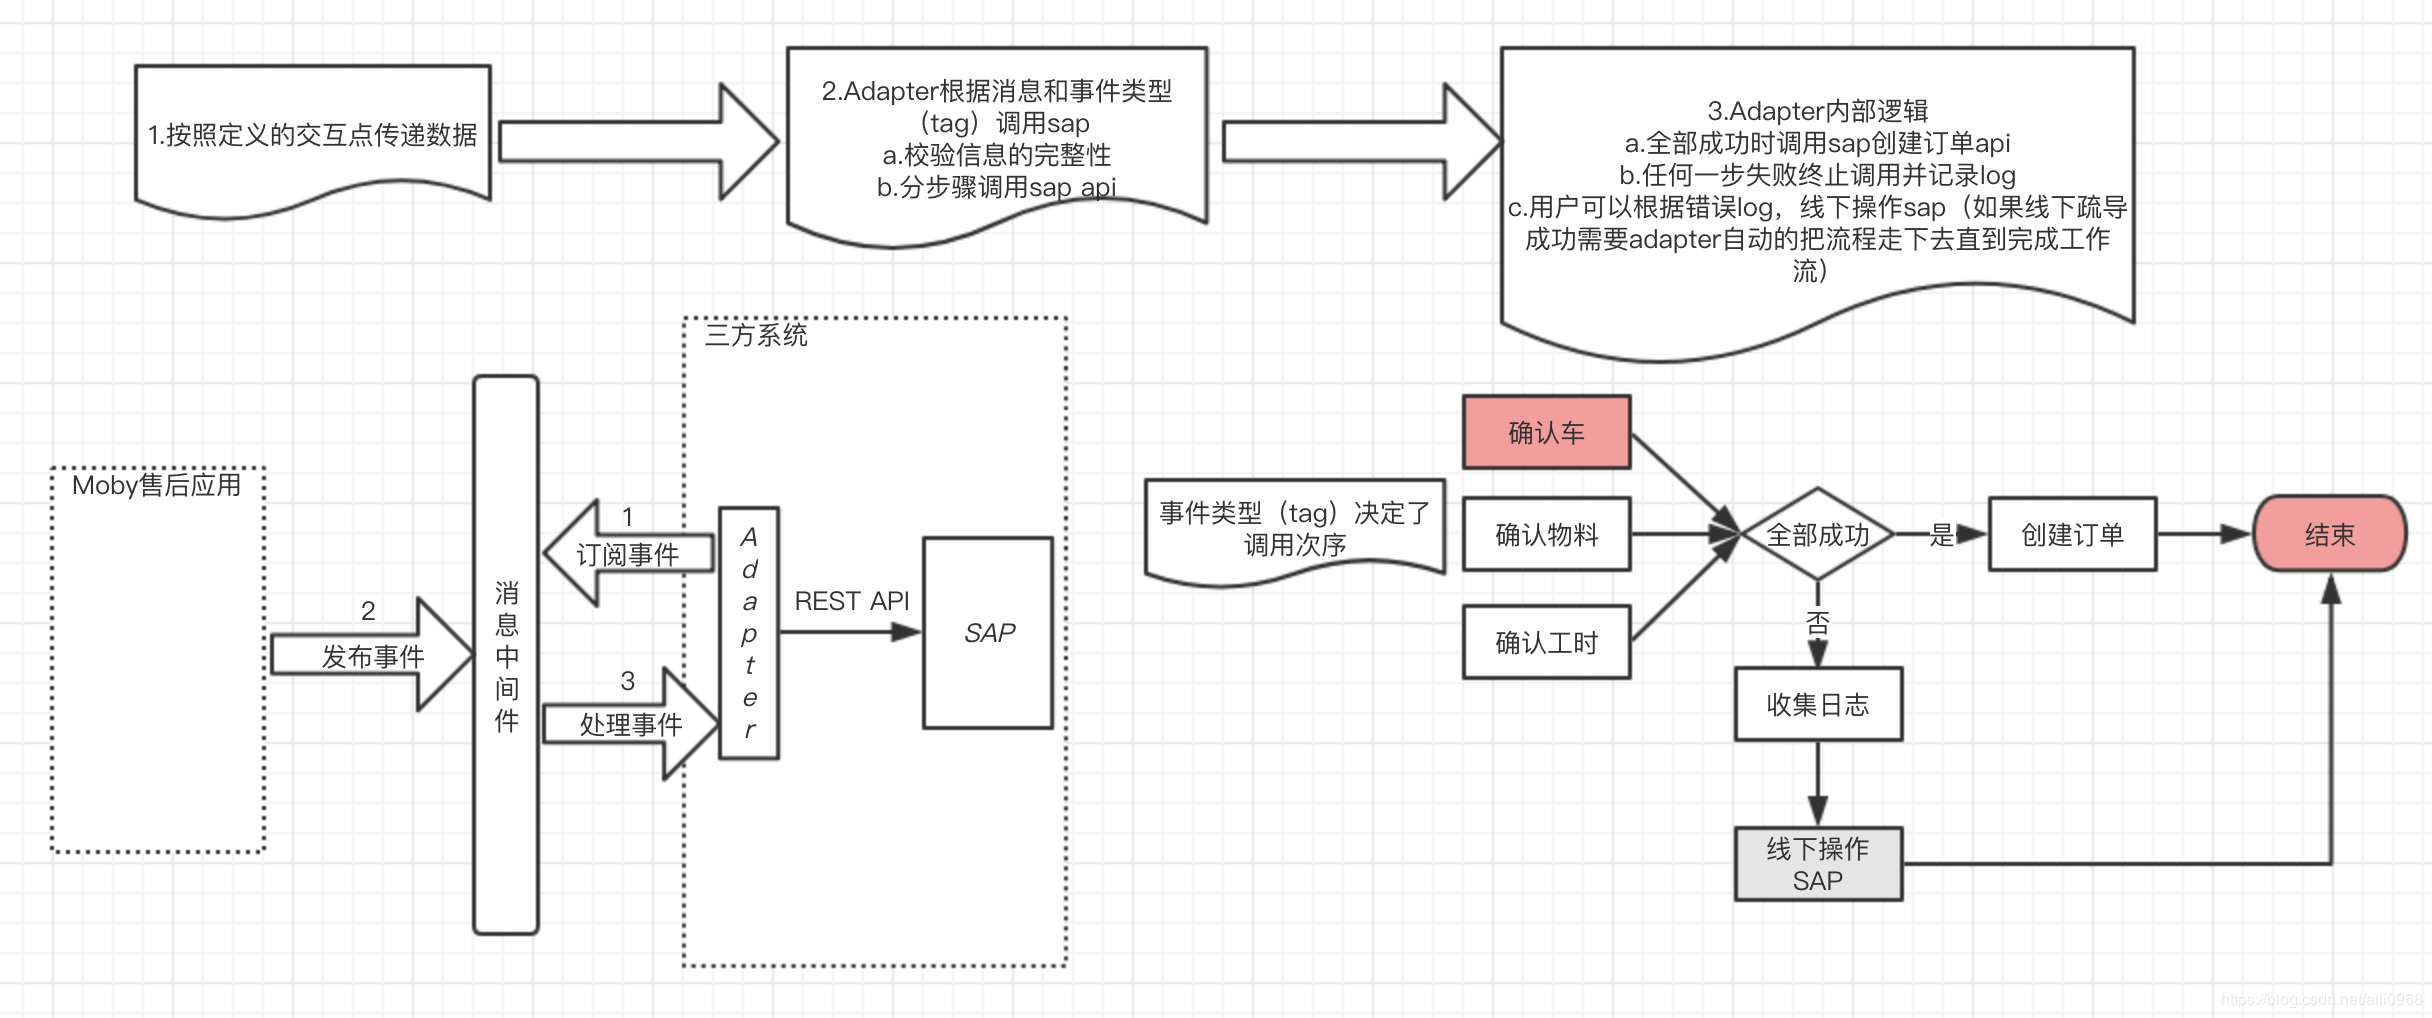 1.按照定义的交互点传递数据
2.Adapter根据消息和事件类型
（tag）调用sap
a.校验信息的完整性
b.分步骤调用sap api
3.Adapter内部逻辑
a.全部成功时调用sap创建订单api
b.任何一步失败终止调用并记录log
c.用户可以根据错误log，线下操作sap（如果线下疏导
成功需要adapter自动的把流程走下去直到完成工作
流）
Moby售后应用
2
发布事件
消
息
中
间
件
三方系统
1
订阅事件
3
处理事件
A
d
a
p
t
e
r
REST API
SAP
事件类型（tag）决定了
调用次序
确认车
确认物料
确认工时
全部成功
是
创建订单
结束
否
收集日志
线下操作
SAP
https://blog.csdn.net/alli0968